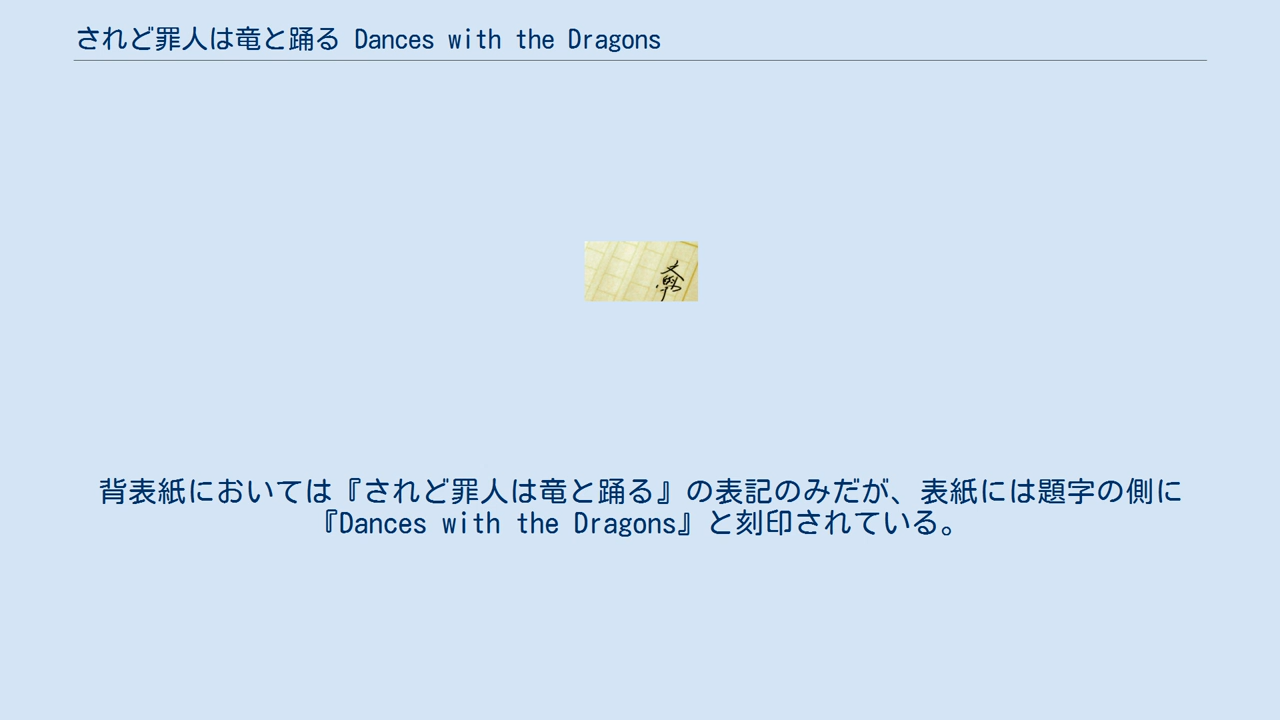 されど罪人は竜と踊る Dances with the Dragons
背表紙においては『されど罪人は竜と踊る』の表記のみだが、表紙には題字の側に
『Dances with the Dragons』と刻印されている。